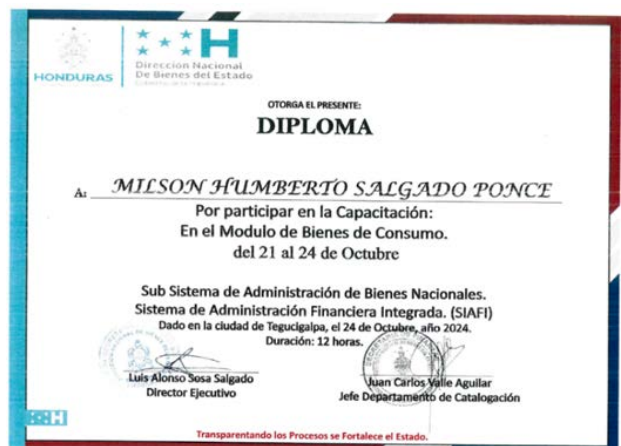 HONDURAS
Dirección Nacional
De Bienes del Estado
OTORGA EL PRESENTE:
DIPLOMA
A: MILSON HUMBERTO SALGADO PONCE
Por participar en la Capacitación:
En el Modulo de Bienes de Consumo.
del 21 al 24 de Octubre
Sub Sistema de Administración de Bienes Nacionales.
Sistema de Administración Financiera Integrada. (SIAFI)
Dado en la ciudad de Tegucigalpa, el 24 de Octubre, año 2024.
Duración: 12 horas.
Luis Alonso Sosa Salgado
Director Ejecutivo
Juan Carlos Valle Aguilar
Jefe Departamento de Catalogación
Transparentando los Procesos se Fortalece el Estado.